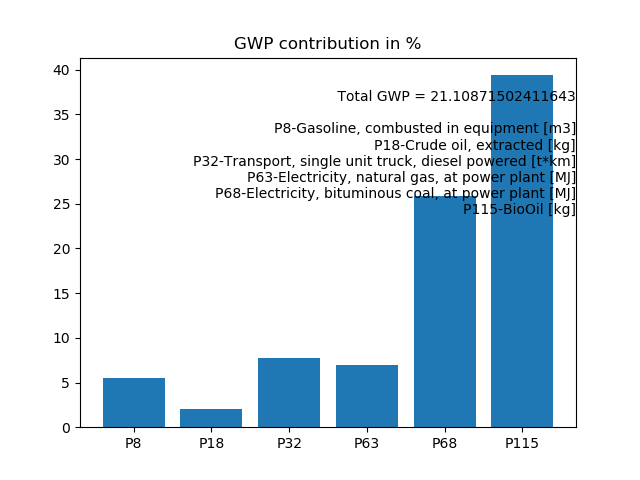 GWP contribution in %
40
35
30
25
20
15
10
5
0
Total GWP = 21.10871502411643
P8-Gasoline, combusted in equipment [m3]
P18-Crude oil, extracted [kg]
P32-Transport, single unit truck, diesel powered [t*km]
P63-Electricity, natural gas, at power plant [MJ]
P68-Electricity, bituminous coal, at power plant [MJ]
P115-BioOil [kg]
P8 P18 P32 P63 P68 P115